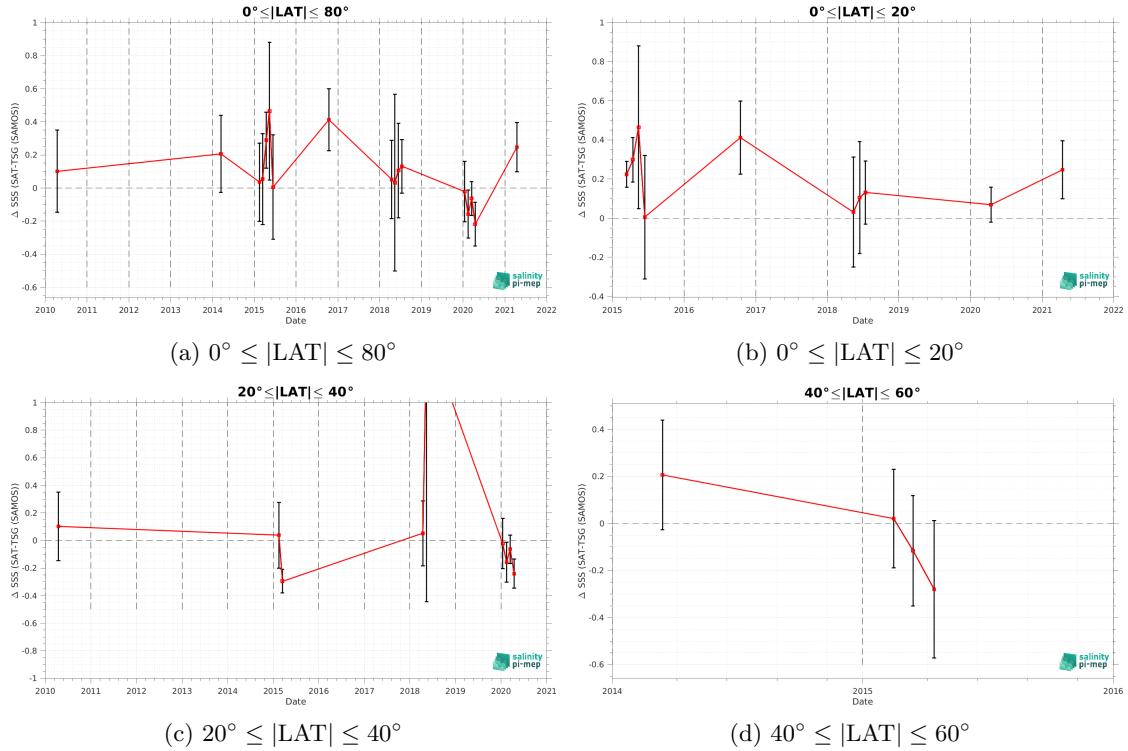 0°≤|LAT|≤ 80°
1
0.8
0.6
0.4
0.2
0
-0.2
-0.4
-0.6
Δ SSS (SAT-TSG (SAMOS))
2010 2011 2012 2013 2014 2015 2016 2017 2018 2019 2020 2021 2022
Date
salinity
pi-mep
(a) 0° ≤ |LAT| ≤ 80°
0°≤|LAT|≤ 20°
1
0.8
0.6
0.4
0.2
0
-0.2
-0.4
Δ SSS (SAT-TSG (SAMOS))
2015 2016 2017 2018 2019 2020 2021 2022
Date
salinity
pi-mep
(b) 0° ≤ |LAT| ≤ 20°
20°≤|LAT|≤ 40°
1
0.8
0.6
0.4
0.2
0
-0.2
-0.4
-0.6
-0.8
-1
Δ SSS (SAT-TSG (SAMOS))
2010 2011 2012 2013 2014 2015 2016 2017 2018 2019 2020 2021
Date
salinity
pi-mep
(c) 20° ≤ |LAT| ≤ 40°
40°≤|LAT|≤ 60°
0.4
0.2
0
-0.2
-0.4
-0.6
Δ SSS (SAT-TSG (SAMOS))
2014 2015 2016
Date
salinity
pi-mep
(d) 40° ≤ |LAT| ≤ 60°